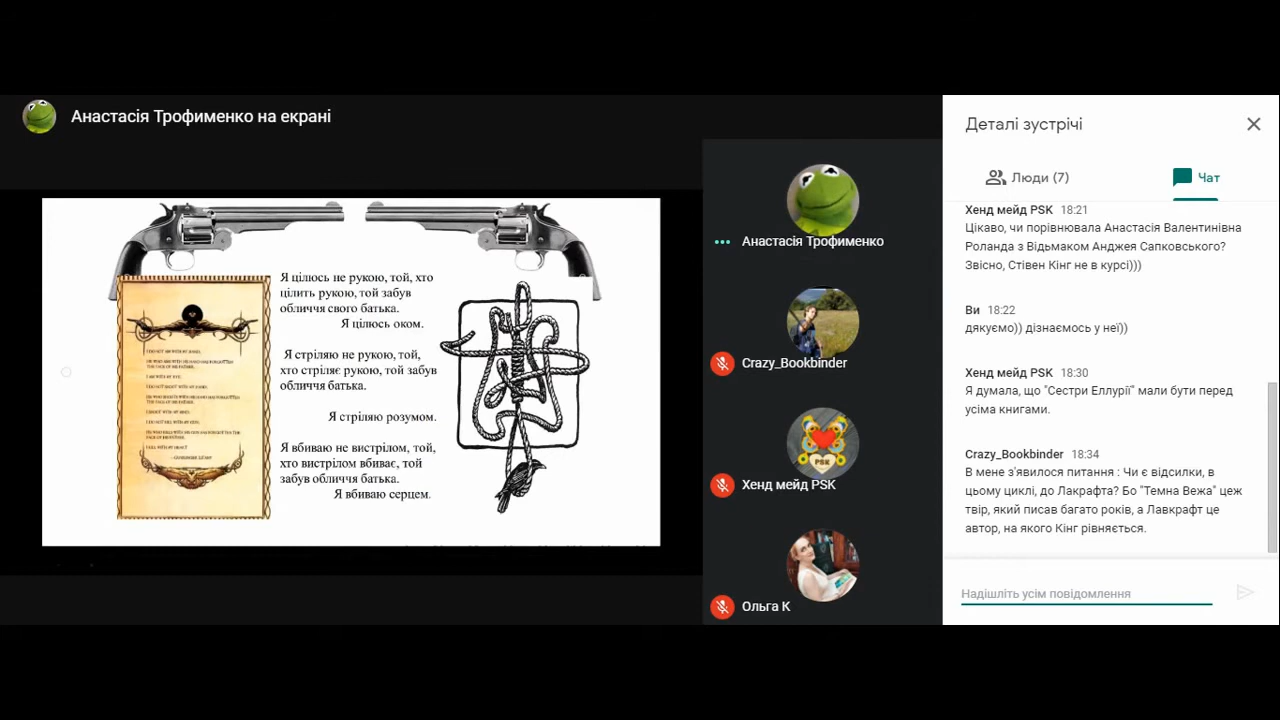 Анастасія Трофименко на екрані
Я цілюсь не рукою, той, хто
цілить рукою, той забув
обличчя свого батька.
Я цілюсь оком.
Я стріляю не рукою, той,
хто стріляє рукою, той забув
обличчя батька.
Я стріляю розумом.
Я вбиваю не вистрілом, той,
хто вистрілом вбиває, той
забув обличчя батька.
Я вбиваю серцем.
Анастасія Трофименко
Crazy_Bookbinder
Хенд мейд PSK
PSK
Ольга К
Деталі зустрічі
Люди (7)
Чат
Хенд мейд PSK 18:21
Цікаво, чи порівнювала Анастасія Валентинівна
Роланда з Відьмаком Анджея Сапковського?
Звісно, Стівен Кінг не в курсі)))
Ви 18:22
дякуємо)) дізнаємось у неї))
Хенд мейд PSK 18:30
Я думала, що "Сестри Еллурії" мали бути перед
усіма книгами.
Crazy_Bookbinder 18:34
В мене з'явилося питання : Чи є відсилки, в
цьому циклі, до Лакрафта? Бо "Темна Вежа" цеж
твір, який писав багато років, а Лавкрафт це
автор, на якого Кінг рівняється.
Надішліть усім повідомлення